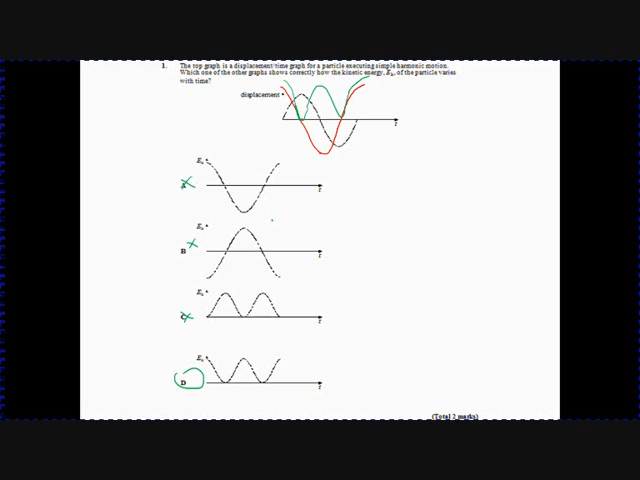 1. The top graph is a displacement/time graph for a particle executing simple harmonic motion.
Which one of the other graphs shows correctly how the kinetic energy, Eₖ, of the particle varies
with time?
displacement
t
Eₖ
A
t
Eₖ
B
t
Eₖ
C
t
Eₖ
D
t
(Total 2 marks)